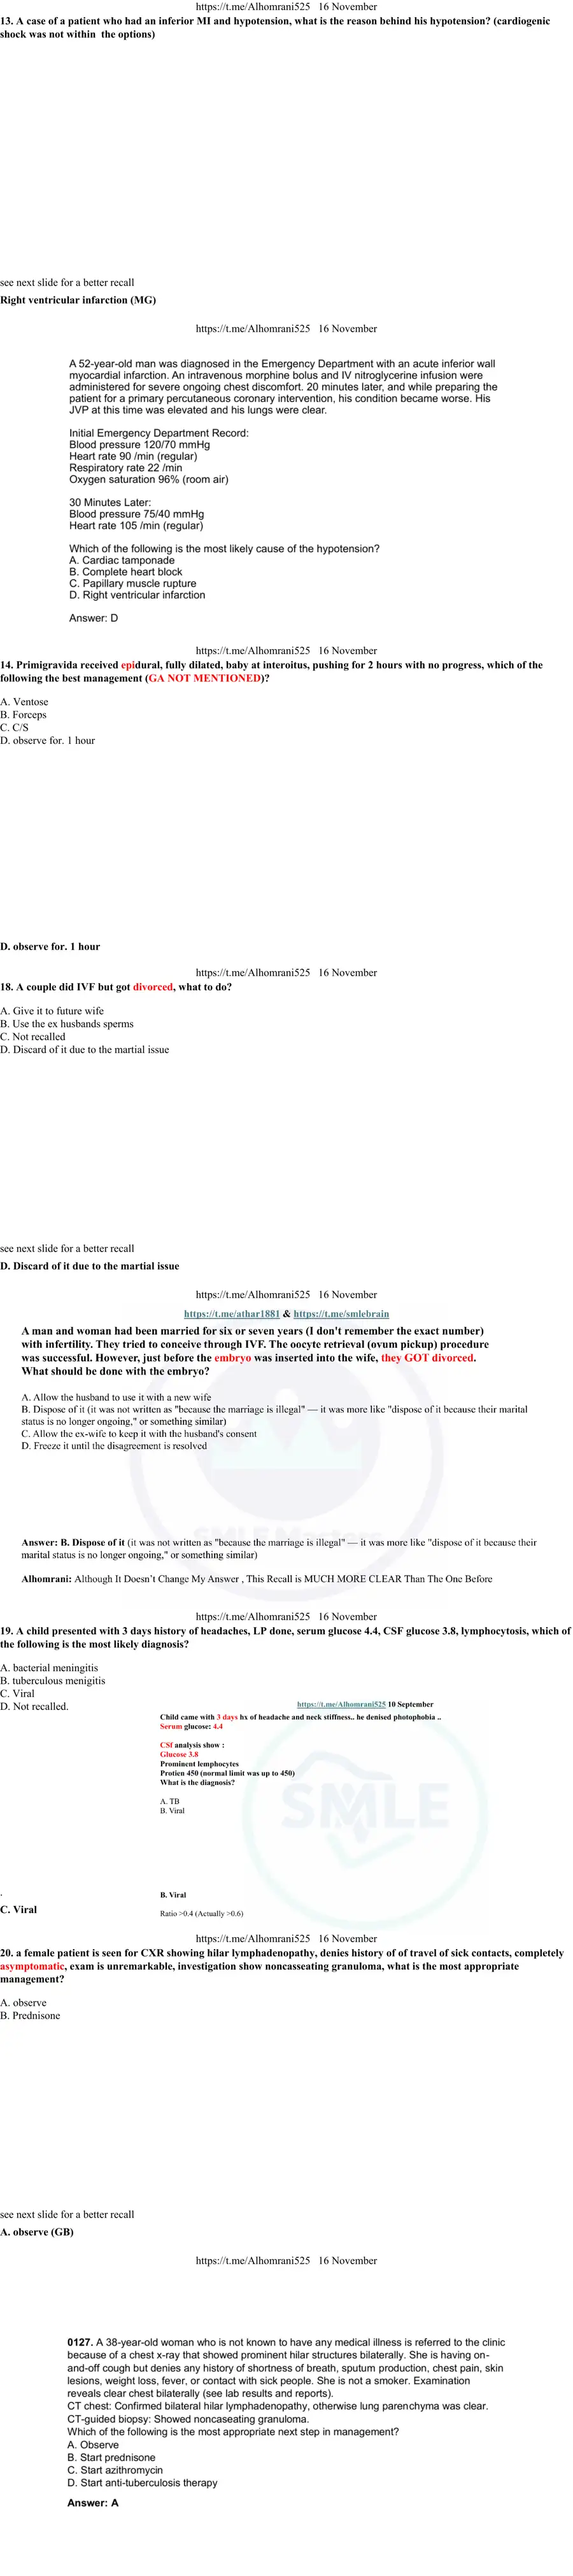 https://t.me/Alhomrani525 16 November
13. A case of a patient who had an inferior MI and hypotension, what is the reason behind his hypotension? (cardiogenic
shock was not within the options)
see next slide for a better recall
Right ventricular infarction (MG)
https://t.me/Alhomrani525 16 November
A 52-year-old man was diagnosed in the Emergency Department with an acute inferior wall
myocardial infarction. An intravenous morphine bolus and IV nitroglycerine infusion were
administered for severe ongoing chest discomfort. 20 minutes later, and while preparing the
patient for a primary percutaneous coronary intervention, his condition became worse. His
JVP at this time was elevated and his lungs were clear.
Initial Emergency Department Record:
Blood pressure 120/70 mmHg
Heart rate 90 /min (regular)
Respiratory rate 22 /min
Oxygen saturation 96% (room air)
30 Minutes Later:
Blood pressure 75/40 mmHg
Heart rate 105 /min (regular)
Which of the following is the most likely cause of the hypotension?
A. Cardiac tamponade
B. Complete heart block
C. Papillary muscle rupture
D. Right ventricular infarction
Answer: D
https://t.me/Alhomrani525 16 November
14. Primigravida received epidural, fully dilated, baby at interoitus, pushing for 2 hours with no progress, which of the
following the best management (GA NOT MENTIONED)?
A. Ventose
B. Forceps
C. C/S
D. observe for. 1 hour
D. observe for. 1 hour
https://t.me/Alhomrani525 16 November
18. A couple did IVF but got divorced, what to do?
A. Give it to future wife
B. Use the ex husbands sperms
C. Not recalled
D. Discard of it due to the martial issue
see next slide for a better recall
D. Discard of it due to the martial issue
https://t.me/Alhomrani525 16 November
https://t.me/athar1881 & https://t.me/smlebrain
A man and woman had been married for six or seven years (I don't remember the exact number)
with infertility. They tried to conceive through IVF. The oocyte retrieval (ovum pickup) procedure
was successful. However, just before the embryo was inserted into the wife, they GOT divorced.
What should be done with the embryo?
A. Allow the husband to use it with a new wife
B. Dispose of it (it was not written as "because the marriage is illegal" — it was more like "dispose of it because their marital
status is no longer ongoing," or something similar)
C. Allow the ex-wife to keep it with the husband's consent
D. Freeze it until the disagreement is resolved
SMLE Masters
Answer: B. Dispose of it (it was not written as "because the marriage is illegal" — it was more like "dispose of it because their
marital status is no longer ongoing," or something similar)
Alhomrani: Although It Doesn't Change My Answer , This Recall is MUCH MORE CLEAR Than The One Before
https://t.me/Alhomrani525 16 November
19. A child presented with 3 days history of headaches, LP done, serum glucose 4.4, CSF glucose 3.8, lymphocytosis, which of
the following is the most likely diagnosis?
A. bacterial meningitis
B. tuberculous menigitis
C. Viral
D. Not recalled.
https://t.me/Alhomrani525 10 September
Child came with 3 days hx of headache and neck stiffness.. he denised photophobia ..
Serum glucose: 4.4
CSf analysis show :
Glucose 3.8
Prominent lemphocytes
Protien 450 (normal limit was up to 450)
What is the diagnosis?
A. TB
B. Viral
SMLE
B. Viral
Ratio >0.4 (Actually >0.6)
.
C. Viral
https://t.me/Alhomrani525 16 November
20. a female patient is seen for CXR showing hilar lymphadenopathy, denies history of of travel of sick contacts, completely
asymptomatic, exam is unremarkable, investigation show noncasseating granuloma, what is the most appropriate
management?
A. observe
B. Prednisone
see next slide for a better recall
A. observe (GB)
https://t.me/Alhomrani525 16 November
0127. A 38-year-old woman who is not known to have any medical illness is referred to the clinic
because of a chest x-ray that showed prominent hilar structures bilaterally. She is having on-
and-off cough but denies any history of shortness of breath, sputum production, chest pain, skin
lesions, weight loss, fever, or contact with sick people. She is not a smoker. Examination
reveals clear chest bilaterally (see lab results and reports).
CT chest: Confirmed bilateral hilar lymphadenopathy, otherwise lung parenchyma was clear.
CT-guided biopsy: Showed noncaseating granuloma.
Which of the following is the most appropriate next step in management?
A. Observe
B. Start prednisone
C. Start azithromycin
D. Start anti-tuberculosis therapy
Answer: A